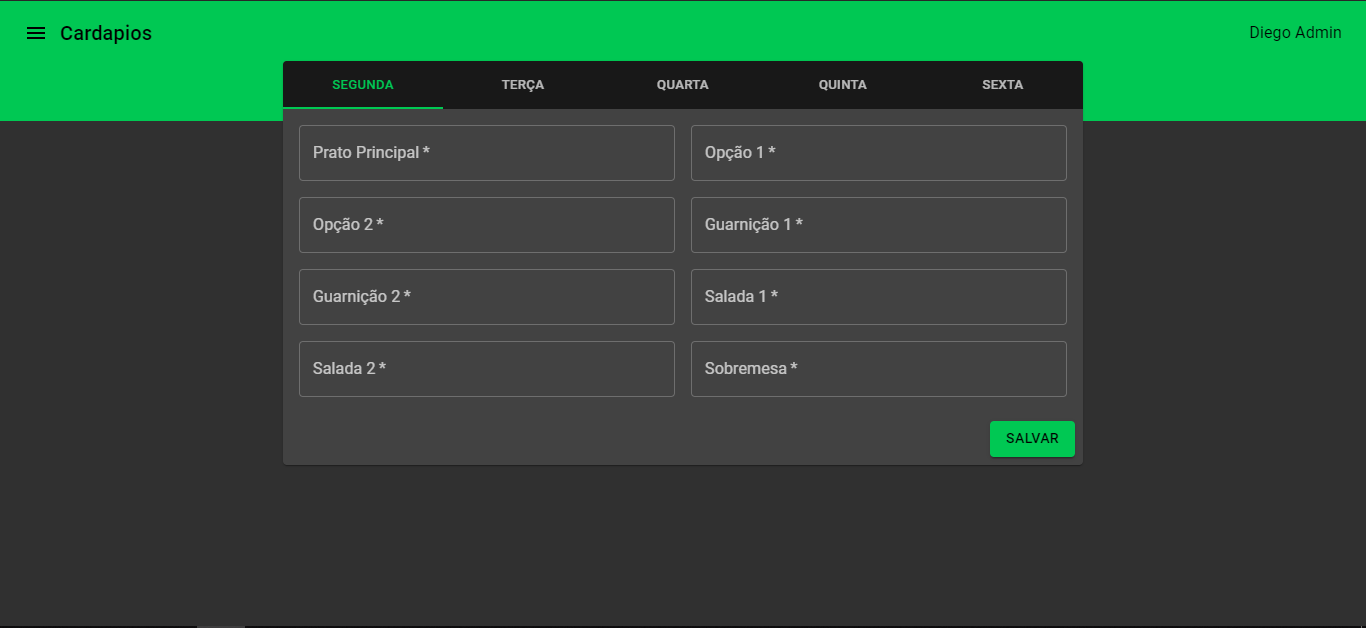 Cardapios
Diego Admin
SEGUNDA TERÇA QUARTA QUINTA SEXTA
Prato Principal * Opção 1 *
Opção 2 * Guarnição 1 *
Guarnição 2 * Salada 1 *
Salada 2 * Sobremesa *
SALVAR